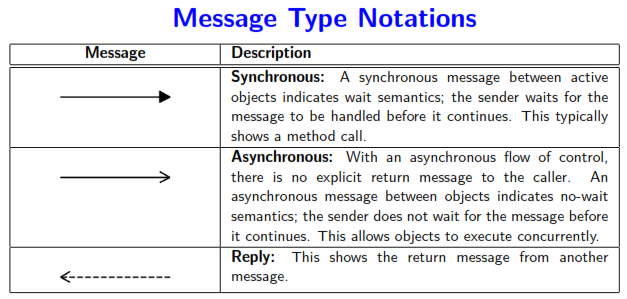 Message Type Notations
Message Description
Synchronous: A synchronous message between active
objects indicates wait semantics; the sender waits for the
message to be handled before it continues. This typically
shows a method call.
Asynchronous: With an asynchronous flow of control,
there is no explicit return message to the caller. An
asynchronous message between objects indicates no-wait
semantics; the sender does not wait for the message before
it continues. This allows objects to execute concurrently.
Reply: This shows the return message from another
message.